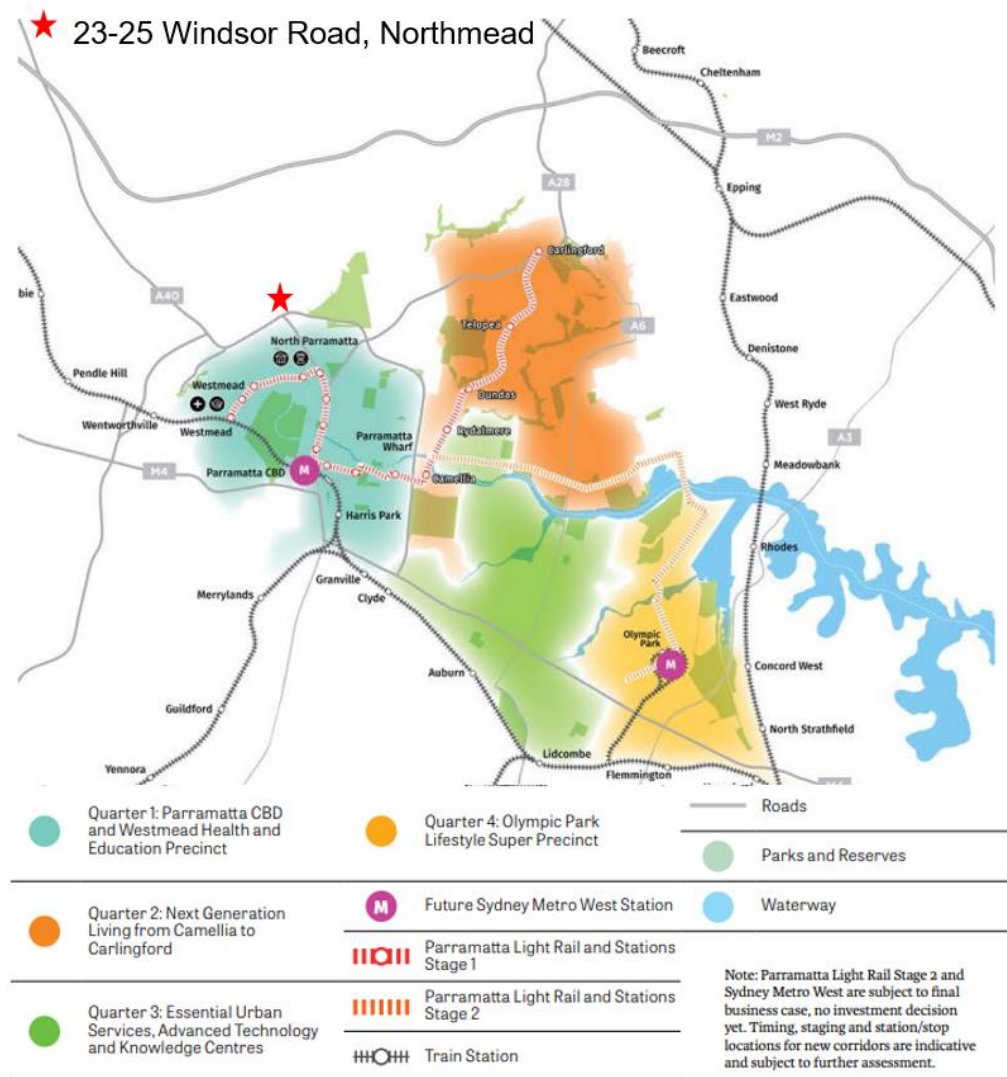 23-25 Windsor Road, Northmead
Beecroft
Cheltenham
M2
Epping
A28
Carlingford
bie
A40
Eastwood
Telopea
A6
North Parramatta
Denistone
Pendle Hill
Westmead
Dundas
West Ryde
Wentworthville
Westmead
Parramatta
Wharf
Rydalmere
A3
M4
Parramatta CBD
M
Camellia
Meadowbank
Harris Park
Rhodes
Granville
Merrylands
Clyde
Olympic
Park
M
Auburn
Concord West
Guildford
North Strathfield
Lidcombe
Yennora
Flemmington
Quarter 1: Parramatta CBD
and Westmead Health and
Education Precinct
Quarter 2: Next Generation
Living from Camellia to
Carlingford
Quarter 3: Essential Urban
Services, Advanced Technology
and Knowledge Centres
Quarter 4: Olympic Park
Lifestyle Super Precinct
M
Future Sydney Metro West Station
Parramatta Light Rail and Stations
Stage 1
Parramatta Light Rail and Stations
Stage 2
Train Station
Roads
Parks and Reserves
Waterway
Note: Parramatta Light Rail Stage 2 and
Sydney Metro West are subject to final
business case, no investment decision
yet. Timing, staging and station/stop
locations for new corridors are indicative
and subject to further assessment.